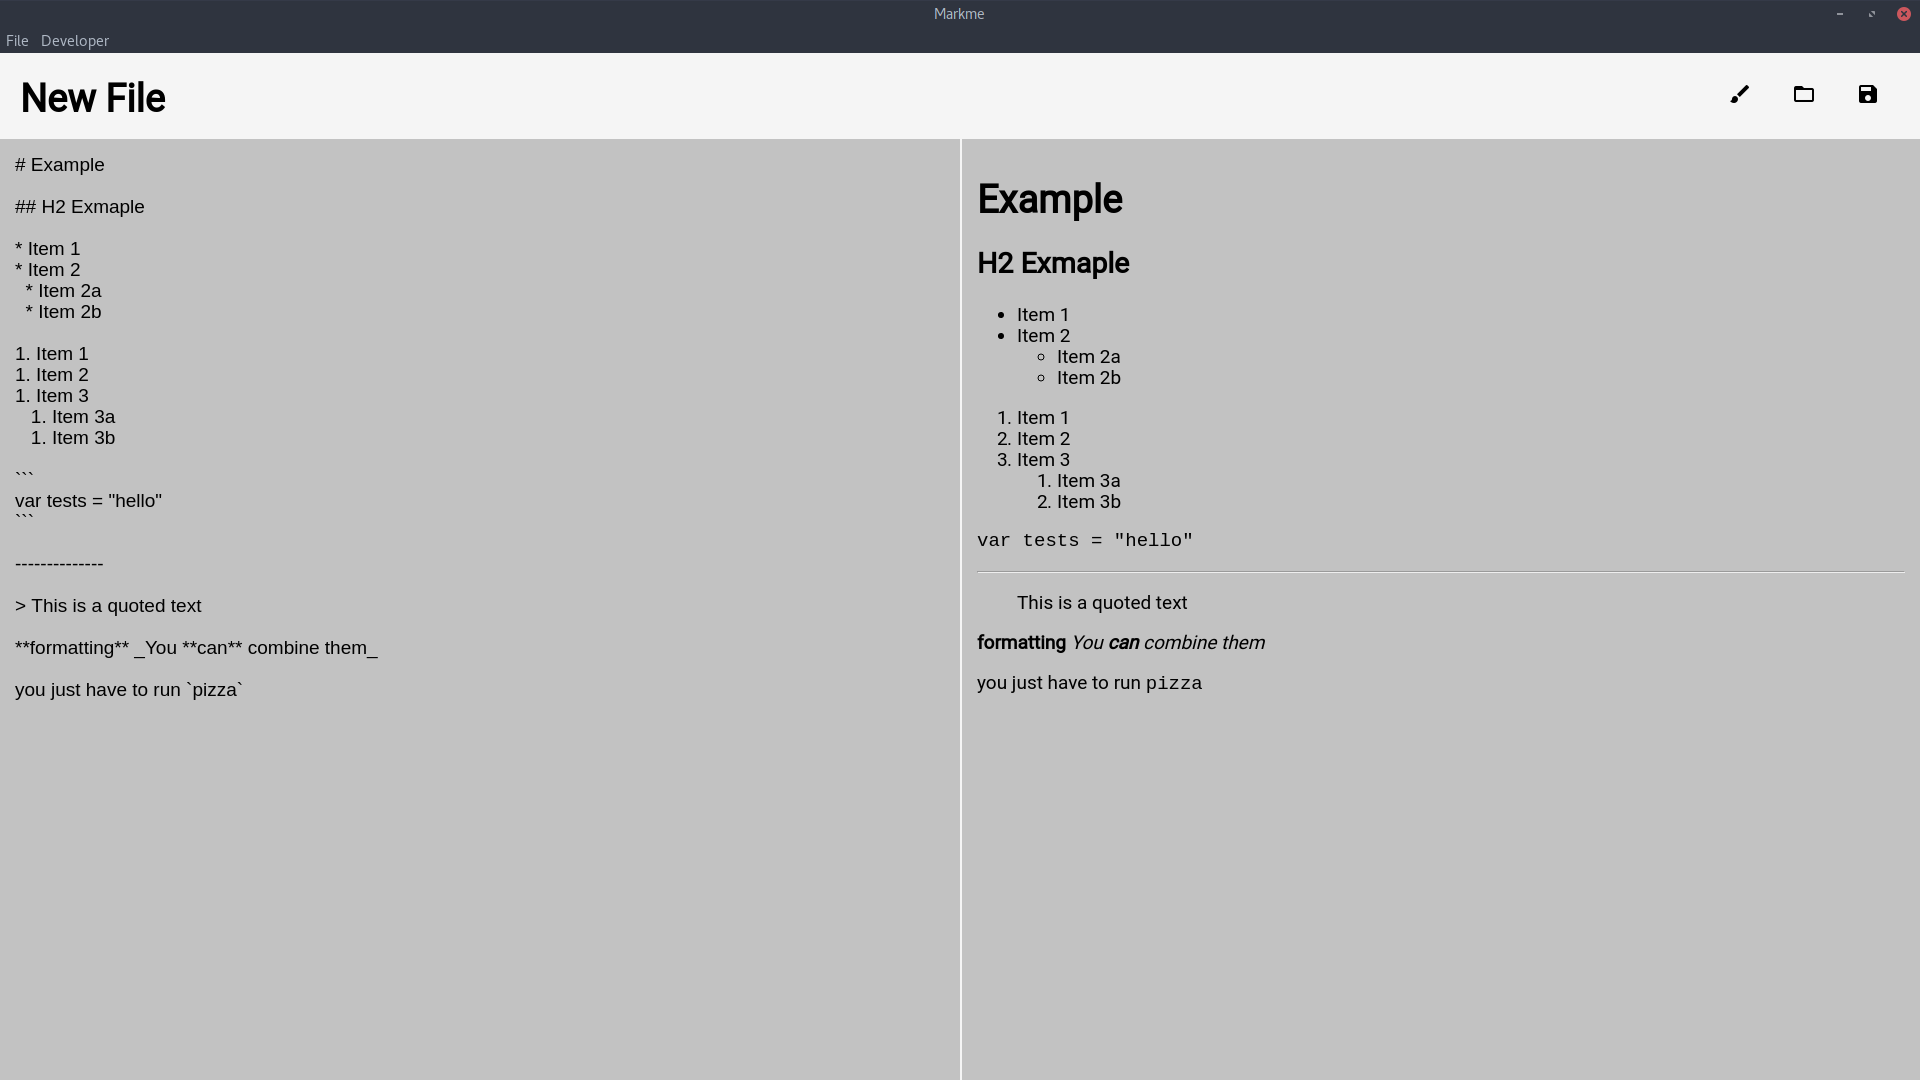 Markme
File Developer
New File
# Example

## H2 Exmaple

* Item 1
* Item 2
  * Item 2a
  * Item 2b

1. Item 1
1. Item 2
1. Item 3
   1. Item 3a
   1. Item 3b

```
var tests = "hello"
```

--------------

> This is a quoted text

**formatting** _You **can** combine them_

you just have to run `pizza`

Example
H2 Exmaple
• Item 1
• Item 2
◦ Item 2a
◦ Item 2b
1. Item 1
2. Item 2
3. Item 3
1. Item 3a
2. Item 3b
var tests = "hello"
This is a quoted text
formatting You can combine them
you just have to run pizza